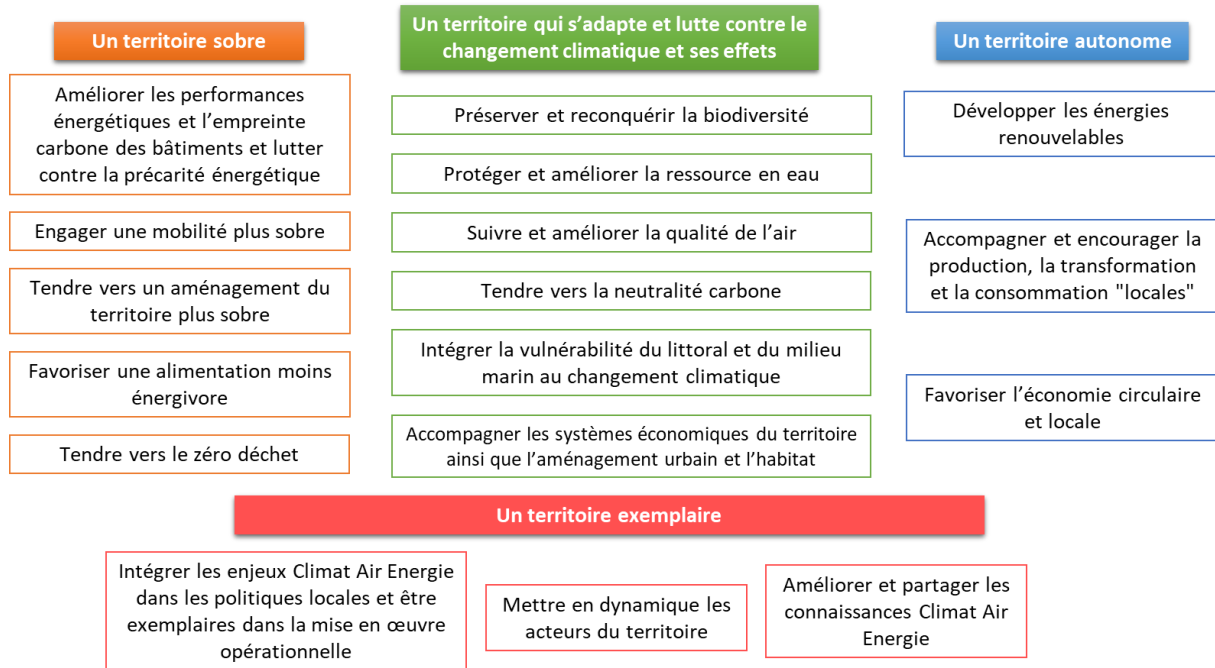 Un territoire sobre
Améliorer les performances
énergétiques et l’empreinte
carbone des bâtiments et lutter
contre la précarité énergétique
Engager une mobilité plus sobre
Tendre vers un aménagement du
territoire plus sobre
Favoriser une alimentation moins
énergivore
Tendre vers le zéro déchet
Un territoire qui s’adapte et lutte contre le
changement climatique et ses effets
Préserver et reconquérir la biodiversité
Protéger et améliorer la ressource en eau
Suivre et améliorer la qualité de l’air
Tendre vers la neutralité carbone
Intégrer la vulnérabilité du littoral et du milieu
marin au changement climatique
Accompagner les systèmes économiques du territoire
ainsi que l’aménagement urbain et l’habitat
Un territoire autonome
Développer les énergies
renouvelables
Accompagner et encourager la
production, la transformation
et la consommation "locales"
Favoriser l’économie circulaire
et locale
Un territoire exemplaire
Intégrer les enjeux Climat Air Energie
dans les politiques locales et être
exemplaires dans la mise en œuvre
opérationnelle
Mettre en dynamique les
acteurs du territoire
Améliorer et partager les
connaissances Climat Air
Energie